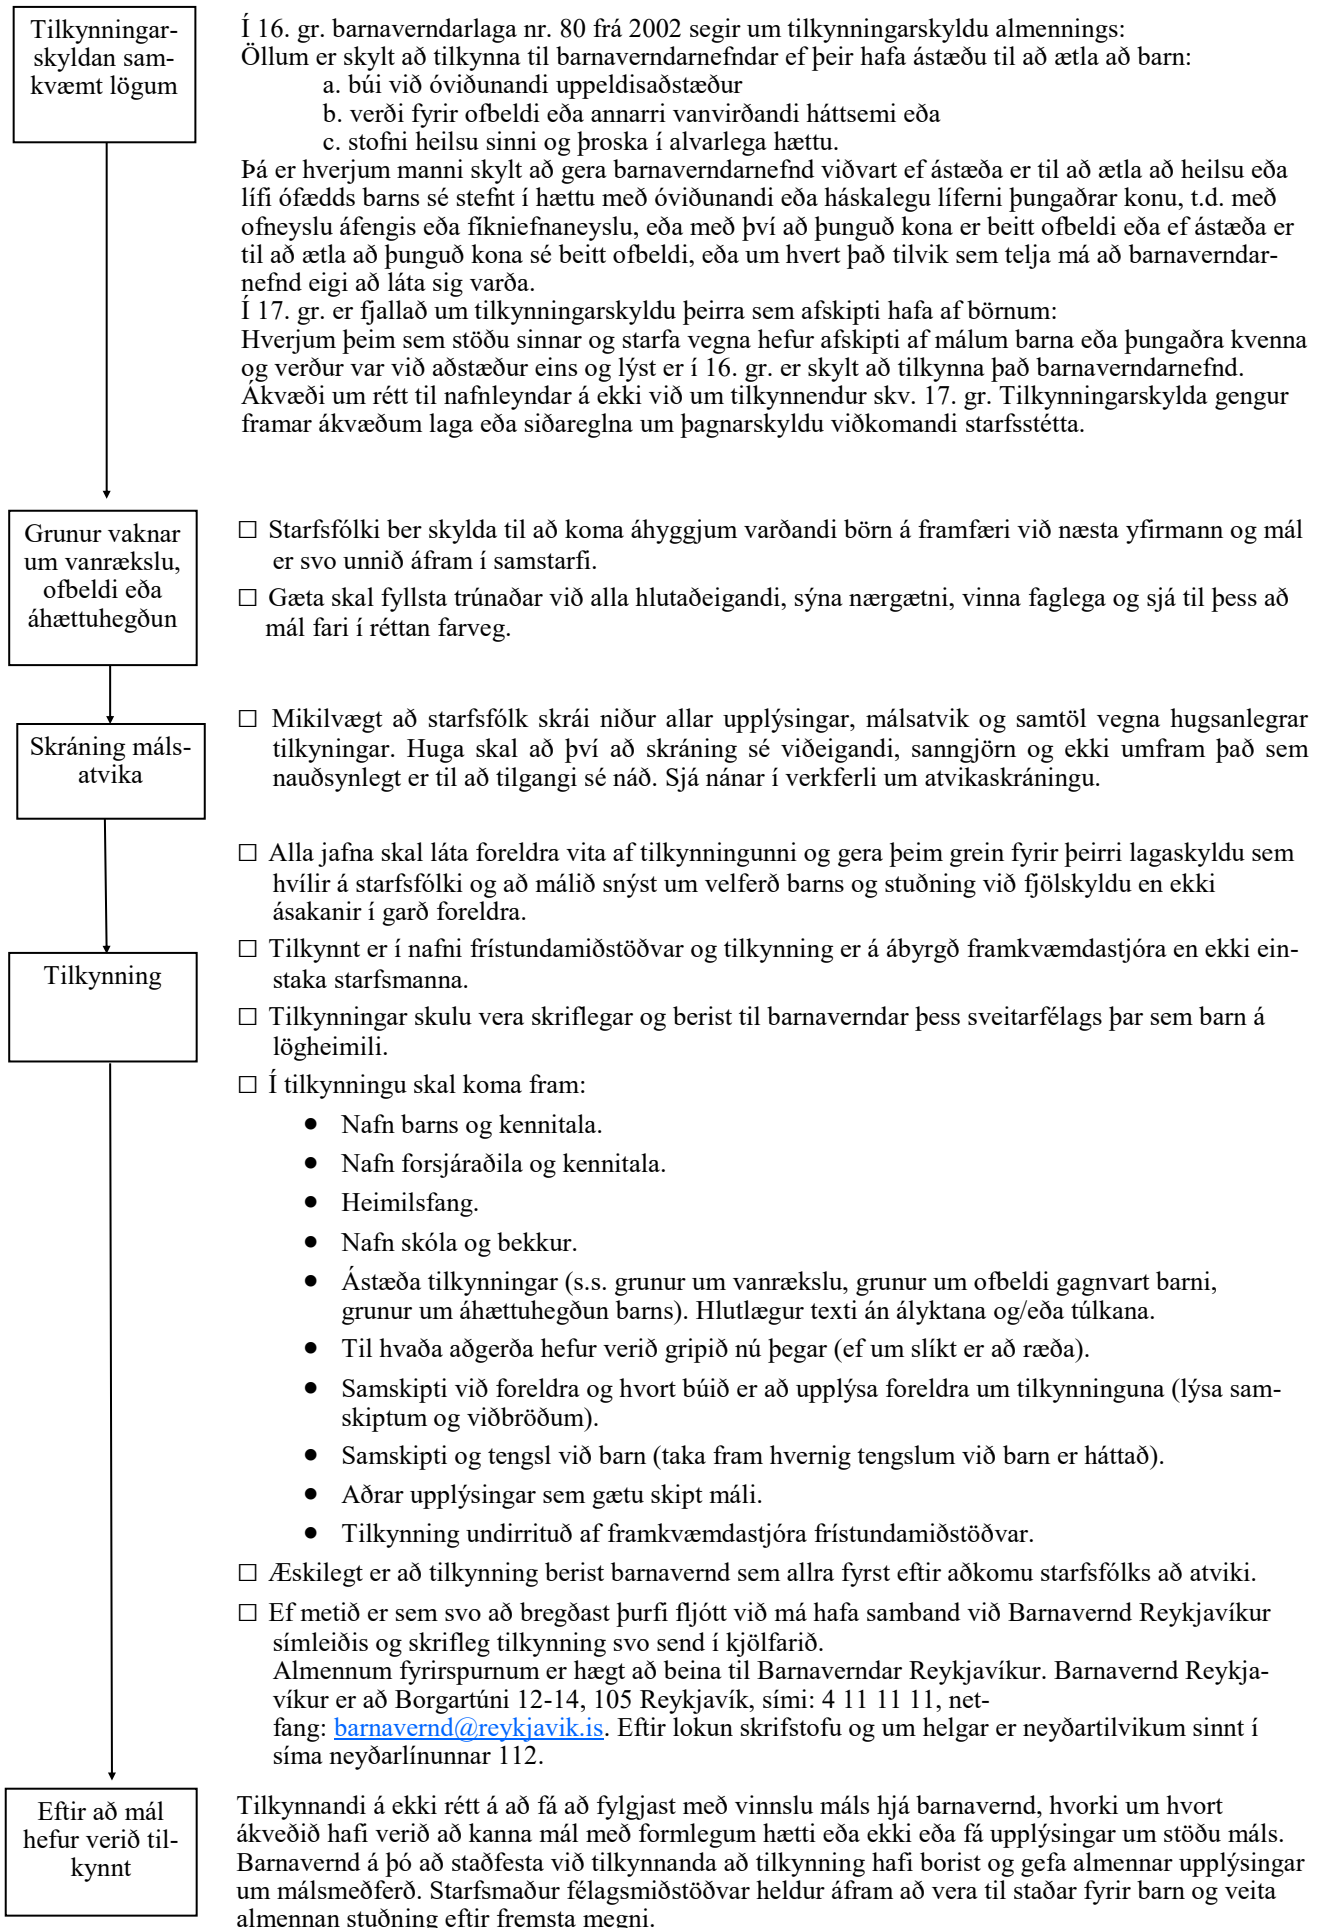 Tilkynningar-
skyldan sam-
kvæmt lögum
Í 16. gr. barnaverndarlaga nr. 80 frá 2002 segir um tilkynningarskyldu almennings:
Öllum er skylt að tilkynna til barnaverndarnefndar ef þeir hafa ástæðu til að ætla að barn:
a. búi við óviðunandi uppeldisaðstæður
b. verði fyrir ofbeldi eða annarri vanvirðandi háttsemi eða
c. stofni heilsu sinni og þroska í alvarlega hættu.
Þá er hverjum manni skylt að gera barnaverndarnefnd viðvart ef ástæða er til að ætla að heilsu eða
lífi ófædds barns sé stefnt í hættu með óviðunandi eða háskalegu líferni þungaðrar konu, t.d. með
ofneyslu áfengis eða fíkniefnaneyslu, eða með því að þunguð kona er beitt ofbeldi eða ef ástæða er
til að ætla að þunguð kona sé beitt ofbeldi, eða um hvert það tilvik sem telja má að barnaverndar-
nefnd eigi að láta sig varða.
Í 17. gr. er fjallað um tilkynningarskyldu þeirra sem afskipti hafa af börnum:
Hverjum þeim sem stöðu sinnar og starfa vegna hefur afskipti af málum barna eða þungaðra kvenna
og verður var við aðstæður eins og lýst er í 16. gr. er skylt að tilkynna það barnaverndarnefnd.
Ákvæði um rétt til nafnleyndar á ekki við um tilkynnendur skv. 17. gr. Tilkynningarskylda gengur
framar ákvæðum laga eða siðareglna um þagnarskyldu viðkomandi starfsstétta.
Grunur vaknar
um vanrækslu,
ofbeldi eða
áhættuhegðun
□ Starfsfólki ber skylda til að koma áhyggjum varðandi börn á framfæri við næsta yfirmann og mál
er svo unnið áfram í samstarfi.
□ Gæta skal fyllsta trúnaðar við alla hlutaðeigandi, sýna nærgætni, vinna faglega og sjá til þess að
mál fari í réttan farveg.
Skráning máls-
atvika
□ Mikilvægt að starfsfólk skrái niður allar upplýsingar, málsatvik og samtöl vegna hugsanlegrar
tilkyningar. Huga skal að því að skráning sé viðeigandi, sanngjörn og ekki umfram það sem
nauðsynlegt er til að tilgangi sé náð. Sjá nánar í verkferli um atvikaskráningu.
□ Alla jafna skal láta foreldra vita af tilkynningunni og gera þeim grein fyrir þeirri lagaskyldu sem
hvílir á starfsfólki og að málið snýst um velferð barns og stuðning við fjölskyldu en ekki
ásakanir í garð foreldra.
Tilkynning
□ Tilkynnt er í nafni frístundamiðstöðvar og tilkynning er á ábyrgð framkvæmdastjóra en ekki ein-
staka starfsmanna.
□ Tilkynningar skulu vera skriflegar og berist til barnaverndar þess sveitarfélags þar sem barn á
lögheimili.
□ Í tilkynningu skal koma fram:
● Nafn barns og kennitala.
● Nafn forsjáraðila og kennitala.
● Heimilsfang.
● Nafn skóla og bekkur.
● Ástæða tilkynningar (s.s. grunur um vanrækslu, grunur um ofbeldi gagnvart barni,
grunur um áhættuhegðun barns). Hlutlægur texti án ályktana og/eða túlkana.
● Til hvaða aðgerða hefur verið gripið nú þegar (ef um slíkt er að ræða).
● Samskipti við foreldra og hvort búið er að upplýsa foreldra um tilkynninguna (lýsa sam-
skiptum og viðbröðum).
● Samskipti og tengsl við barn (taka fram hvernig tengslum við barn er háttað).
● Aðrar upplýsingar sem gætu skipt máli.
● Tilkynning undirrituð af framkvæmdastjóra frístundamiðstöðvar.
□ Æskilegt er að tilkynning berist barnavernd sem allra fyrst eftir aðkomu starfsfólks að atviki.
□ Ef metið er sem svo að bregðast þurfi fljótt við má hafa samband við Barnavernd Reykjavíkur
símleiðis og skrifleg tilkynning svo send í kjölfarið.
Almennum fyrirspurnum er hægt að beina til Barnaverndar Reykjavíkur. Barnavernd Reykja-
víkur er að Borgartúni 12-14, 105 Reykjavík, sími: 4 11 11 11, net-
fang: barnavernd@reykjavik.is. Eftir lokun skrifstofu og um helgar er neyðartilvikum sinnt í
síma neyðarlínunnar 112.
Eftir að mál
hefur verið til-
kynnt
Tilkynnandi á ekki rétt á að fá að fylgjast með vinnslu máls hjá barnavernd, hvorki um hvort
ákveðið hafi verið að kanna mál með formlegum hætti eða ekki eða fá upplýsingar um stöðu máls.
Barnavernd á þó að staðfesta við tilkynnanda að tilkynning hafi borist og gefa almennar upplýsingar
um málsmeðferð. Starfsmaður félagsmiðstöðvar heldur áfram að vera til staðar fyrir barn og veita
almennan stuðning eftir fremsta megni.